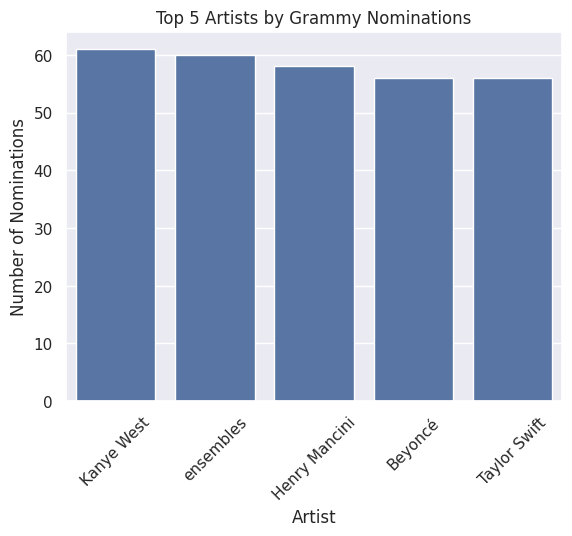 Top 5 Artists by Grammy Nominations
Number of Nominations
60
50
40
30
20
10
0
Kanye West
ensembles
Henry Mancini
Beyoncé
Taylor Swift
Artist